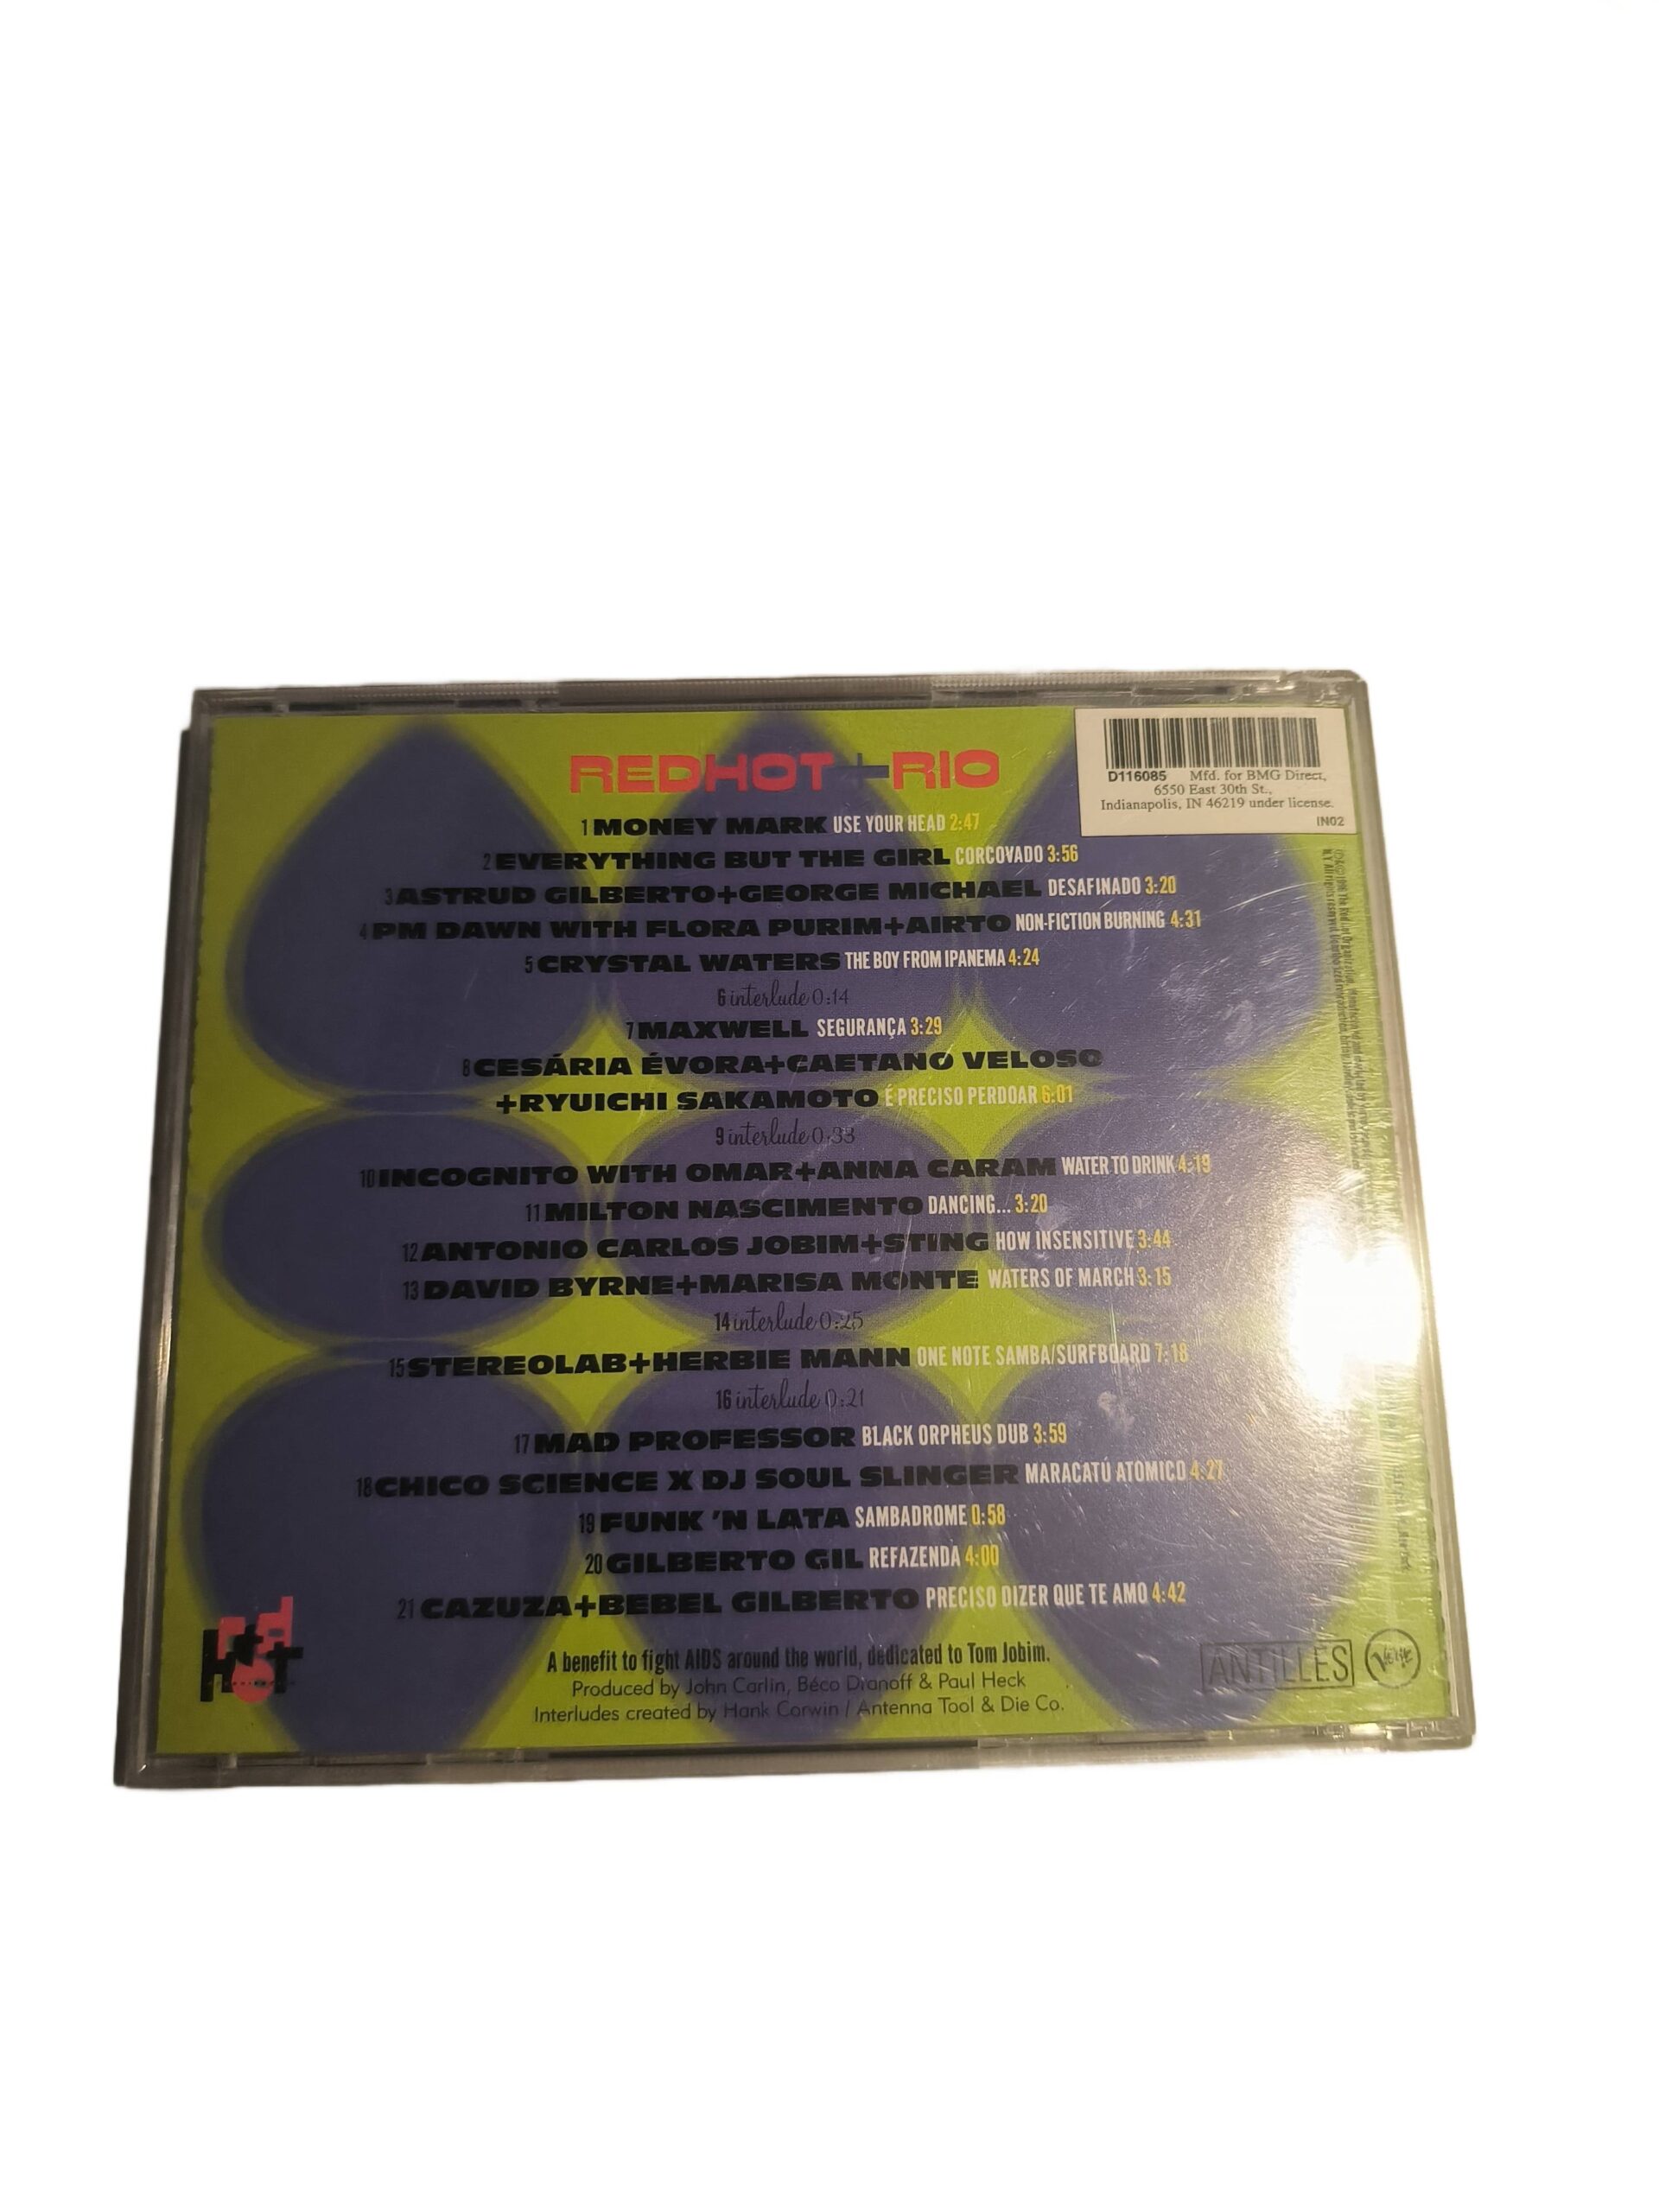 REDHOT+RIO
D116085 Mfd. for BMG Direct,
6550 East 30th St.,
Indianapolis, IN 46219 under license.
IN02
1 MONEY MARK USE YOUR HEAD 2:47
2 EVERYTHING BUT THE GIRL CORCOVADO 3:56
3 ASTRUD GILBERTO+GEORGE MICHAEL DESAFINADO 3:20
4 PM DAWN WITH FLORA PURIM+AIRTO NON-FICTION BURNING 4:31
5 CRYSTAL WATERS THE BOY FROM IPANEMA 4:24
6 interlude 0:14
7 MAXWELL SEGURANÇA 3:29
8 CESÁRIA ÉVORA+CAETANO VELOSO
+RYUICHI SAKAMOTO É PRECISO PERDOAR 6:01
9 interlude 0:33
10 INCOGNITO WITH OMAR+ANNA CARAM WATER TO DRINK 4:19
11 MILTON NASCIMENTO DANCING... 3:20
12 ANTONIO CARLOS JOBIM+STING HOW INSENSITIVE 3:44
13 DAVID BYRNE+MARISA MONTE WATERS OF MARCH 3:15
14 interlude 0:25
15 STEREOLAB+HERBIE MANN ONE NOTE SAMBA/SURFBOARD 7:18
16 interlude 0:21
17 MAD PROFESSOR BLACK ORPHEUS DUB 3:59
18 CHICO SCIENCE X DJ SOUL SLINGER MARACATÚ ATOMICO 4:27
19 FUNK 'N LATA SAMBADROME 0:58
20 GILBERTO GIL REFAZENDA 4:00
21 CAZUZA+BEBEL GILBERTO PRECISO DIZER QUE TE AMO 4:42
A benefit to fight AIDS around the world, dedicated to Tom Jobim.
Produced by John Carlin, Béco Dranoff & Paul Heck
Interludes created by Hank Corwin / Antenna Tool & Die Co.
red
hot
ANTILLES
Verve